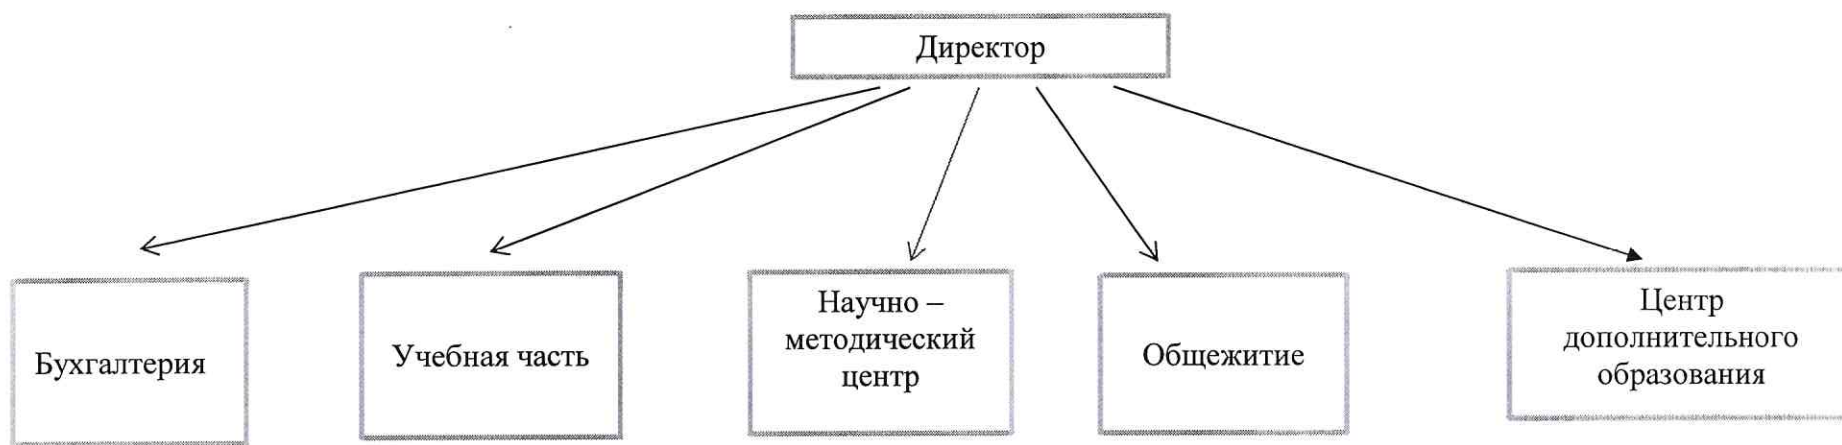 Директор
Бухгалтерия
Учебная часть
Научно –
методический
центр
Общежитие
Центр
дополнительного
образования